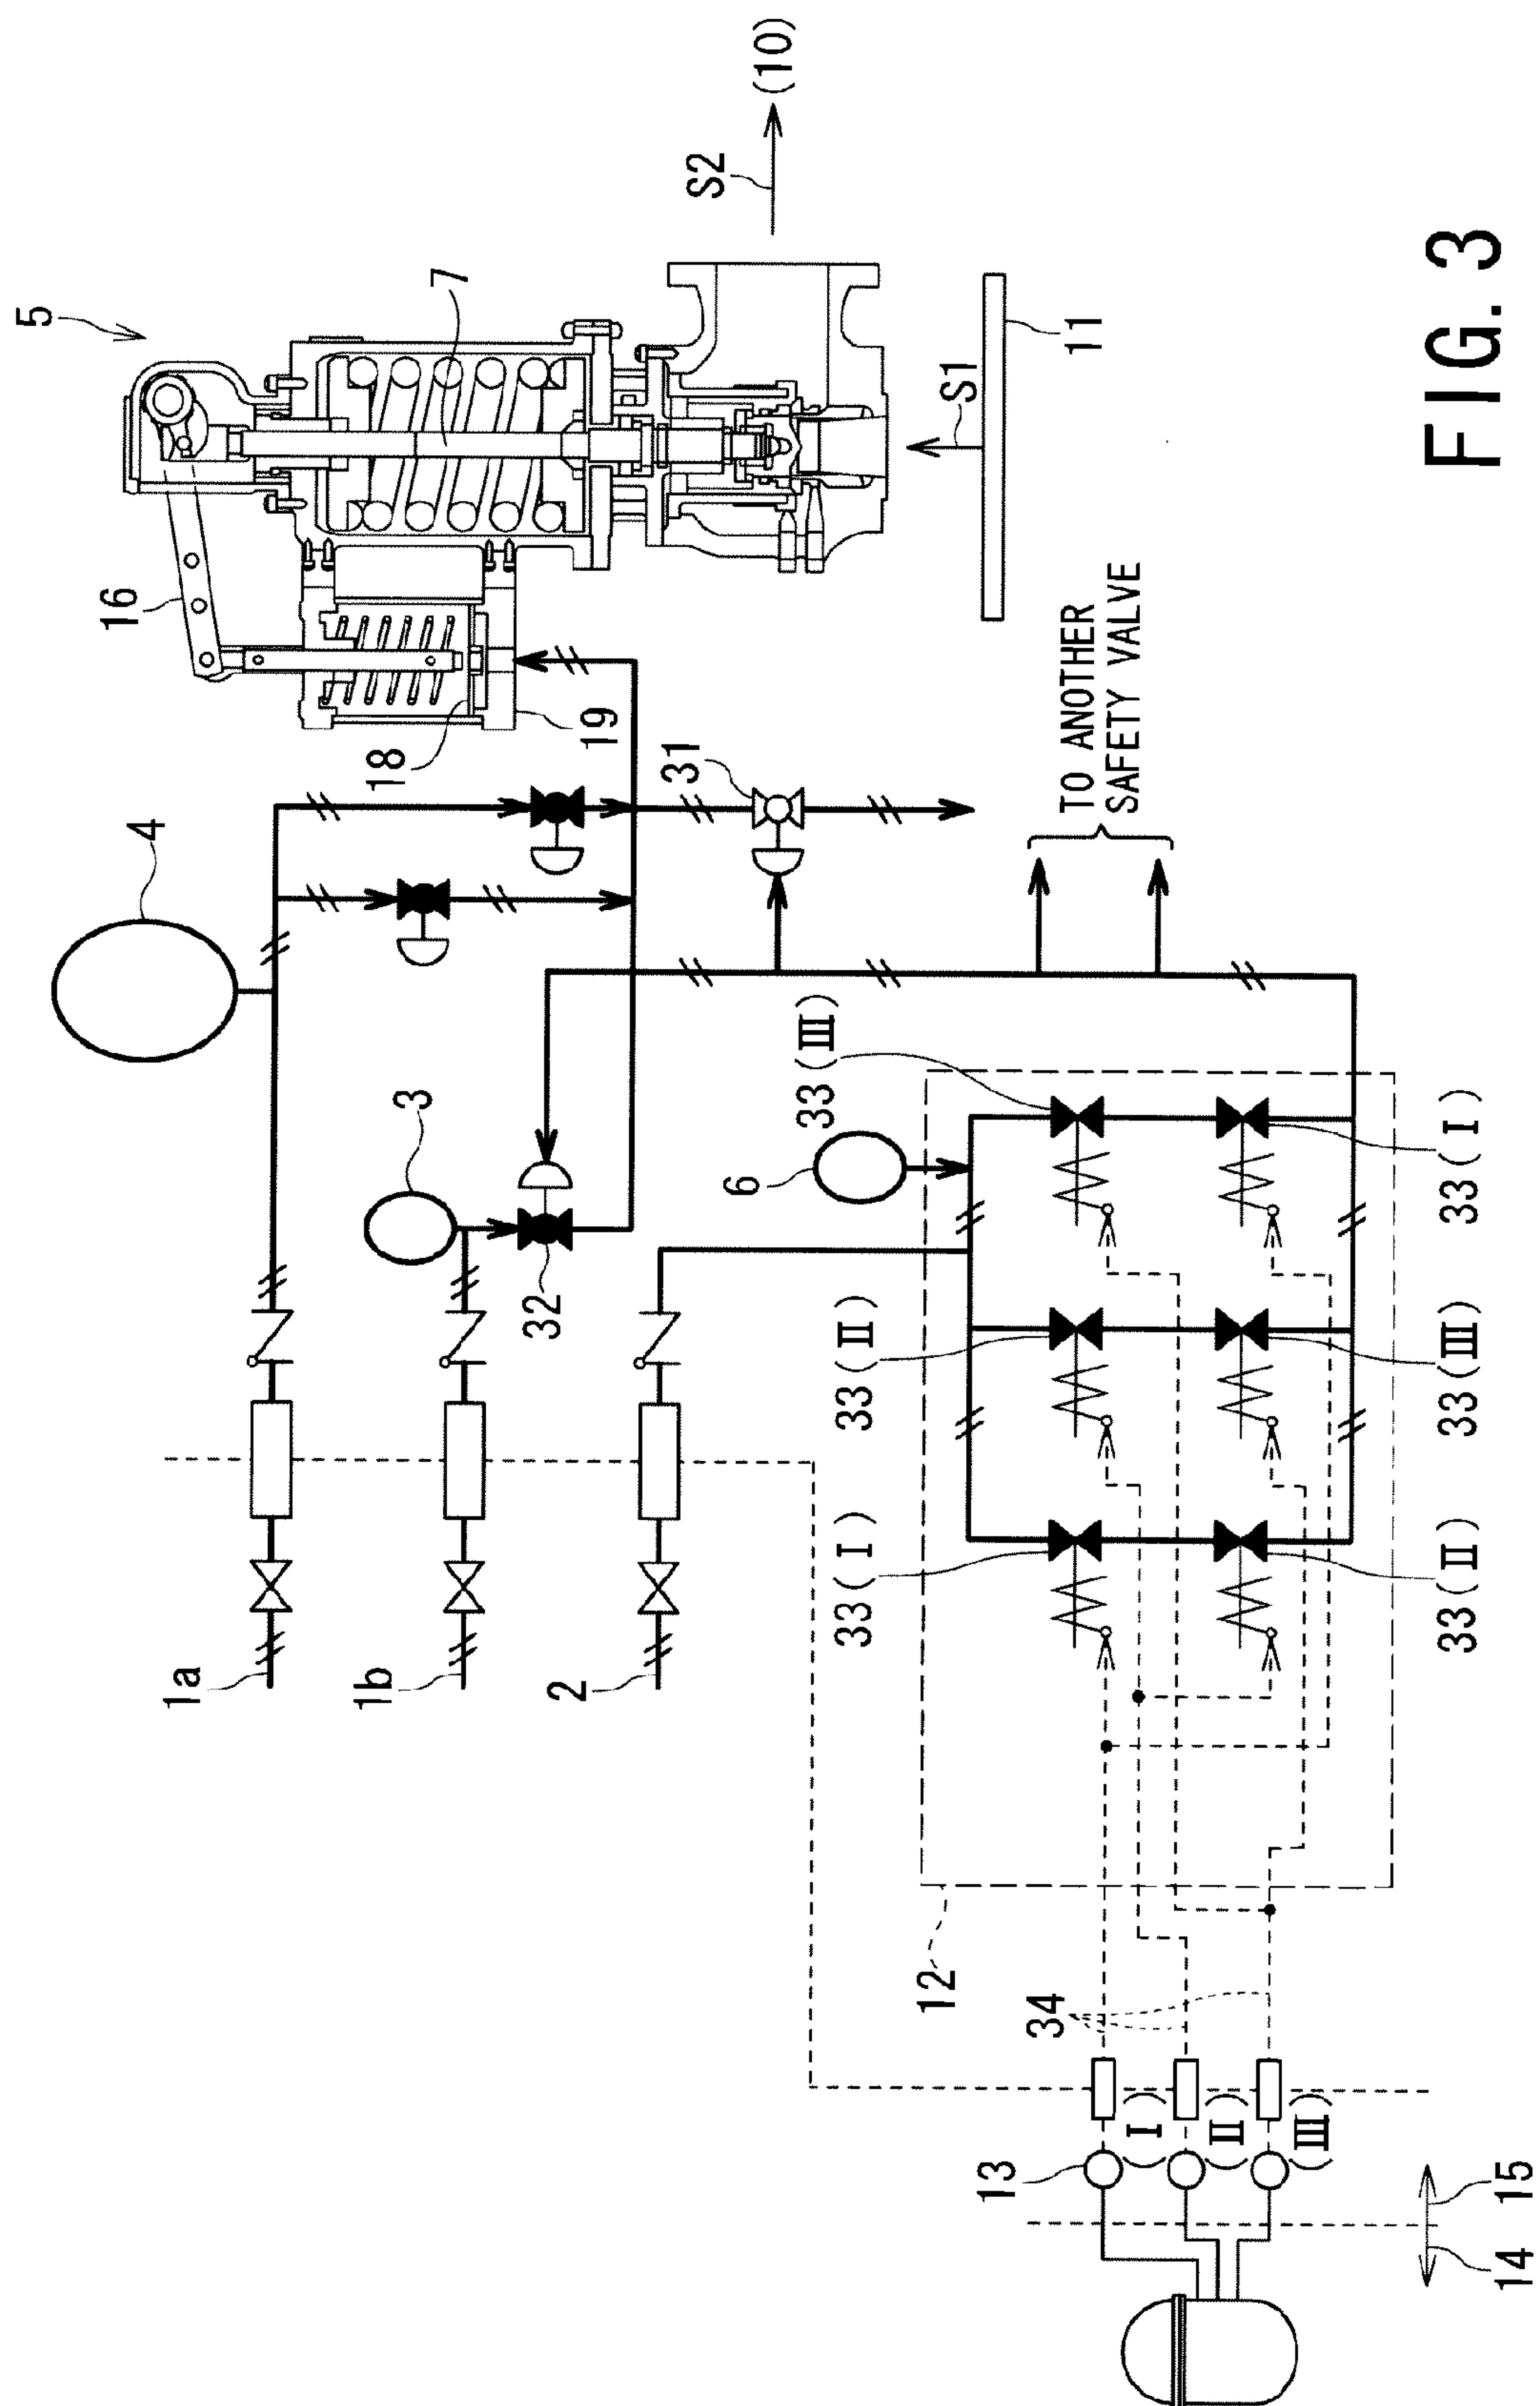 5
16
7
S2
(10)
4
18
19
31
S1
11
3
33 (III)
TO ANOTHER
SAFETY VALVE
6
32
33 (II)
33 (I)
1a
1b
2
33 (I)
33 (III)
33 (II)
12
34
13
(I)
(II)
(III)
14
15
FIG. 3